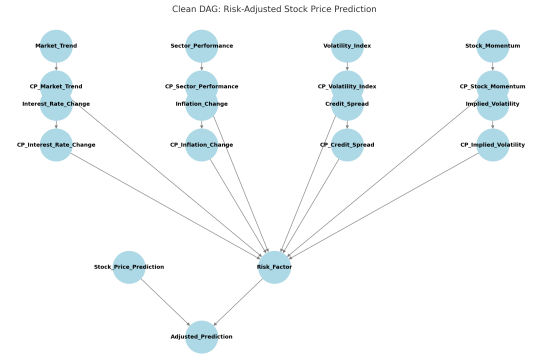 Clean DAG: Risk-Adjusted Stock Price Prediction
Market_Trend
Sector_Performance
Volatility_Index
Stock_Momentum
CP_Market_Trend
CP_Sector_Performance
CP_Volatility_Index
CP_Stock_Momentum
Interest_Rate_Change
Inflation_Change
Credit_Spread
Implied_Volatility
CP_Interest_Rate_Change
CP_Inflation_Change
CP_Credit_Spread
CP_Implied_Volatility
Stock_Price_Prediction
Risk_Factor
Adjusted_Prediction